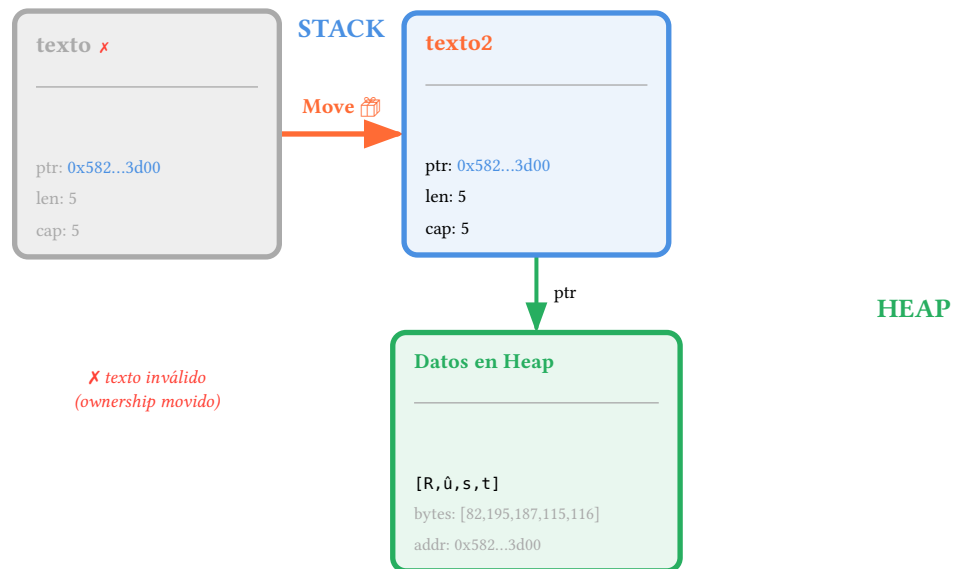 texto ✗
STACK
texto2
Move 🎁
ptr: 0x582…3d00
len: 5
cap: 5
ptr: 0x582…3d00
len: 5
cap: 5
ptr
HEAP
Datos en Heap
✗ texto inválido
(ownership movido)
[R,û,s,t]
bytes: [82,195,187,115,116]
addr: 0x582…3d00